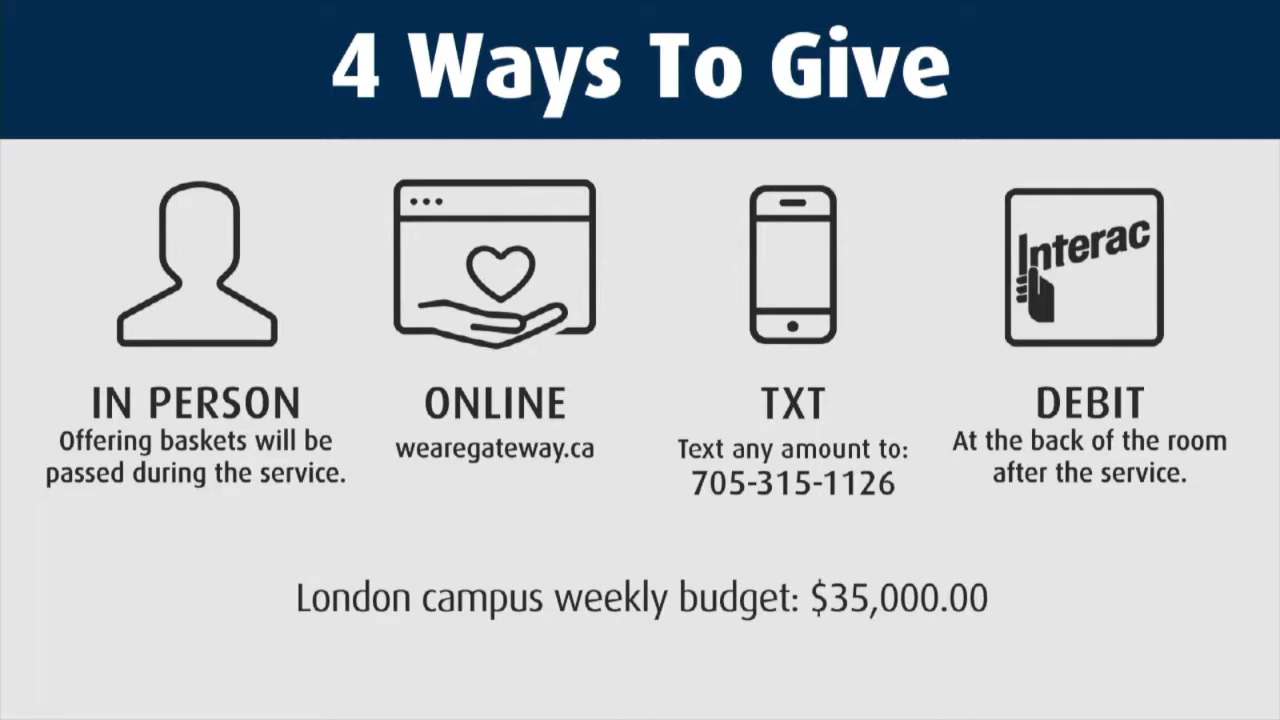 4 Ways To Give
Interac
IN PERSON
Offering baskets will be
passed during the service.
ONLINE
wearegateway.ca
TXT
Text any amount to:
705-315-1126
DEBIT
At the back of the room
after the service.
London campus weekly budget: $35,000.00